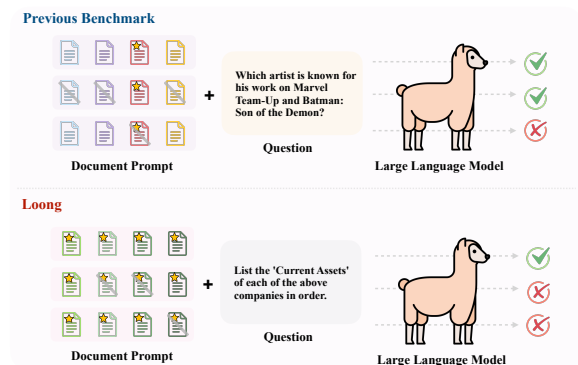 Previous Benchmark
Which artist is known for
his work on Marvel
Team-Up and Batman:
Son of the Demon?
+
Document Prompt
Question
Large Language Model
Loong
List the 'Current Assets'
of each of the above
companies in order.
+
Document Prompt
Question
Large Language Model